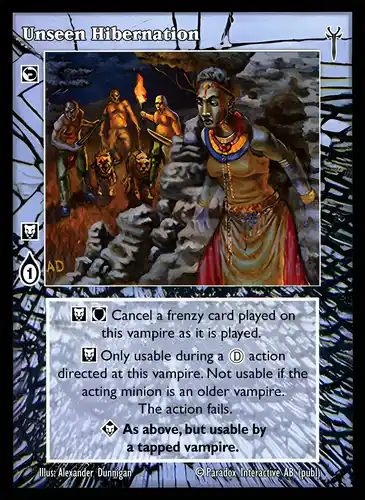 Unseen Hibernation
AD
1
Cancel a frenzy card played on
this vampire as it is played.
Only usable during a D action
directed at this vampire. Not usable if the
acting minion is an older vampire.
The action fails.
As above, but usable by
a tapped vampire.
Illus: Alexander Dunnigan © Paradox Interactive AB (publ)